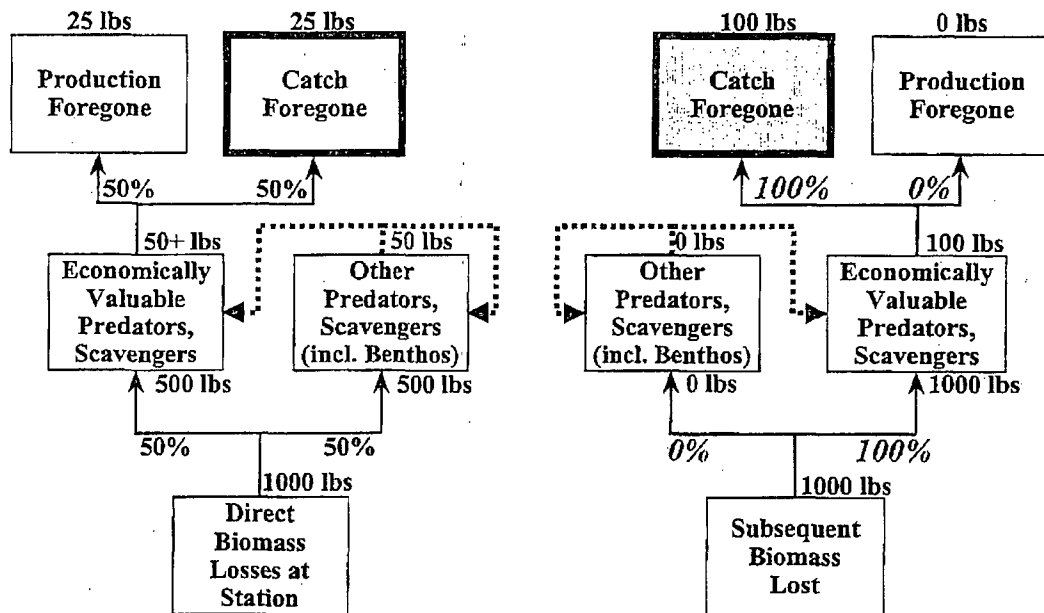 25 lbs
25 lbs
100 lbs
0 lbs
Production
Foregone
Catch
Foregone
Catch
Foregone
Production
Foregone
50%
50%
100%
0%
50+ lbs
50 lbs
0 lbs
100 lbs
Economically
Valuable
Predators,
Scavengers
Other
Predators,
Scavengers
(incl. Benthos)
Other
Predators,
Scavengers
(incl. Benthos)
Economically
Valuable
Predators,
Scavengers
500 lbs
500 lbs
0 lbs
1000 lbs
50%
50%
0%
100%
1000 lbs
1000 lbs
Direct
Biomass
Losses at
Station
Subsequent
Biomass
Lost